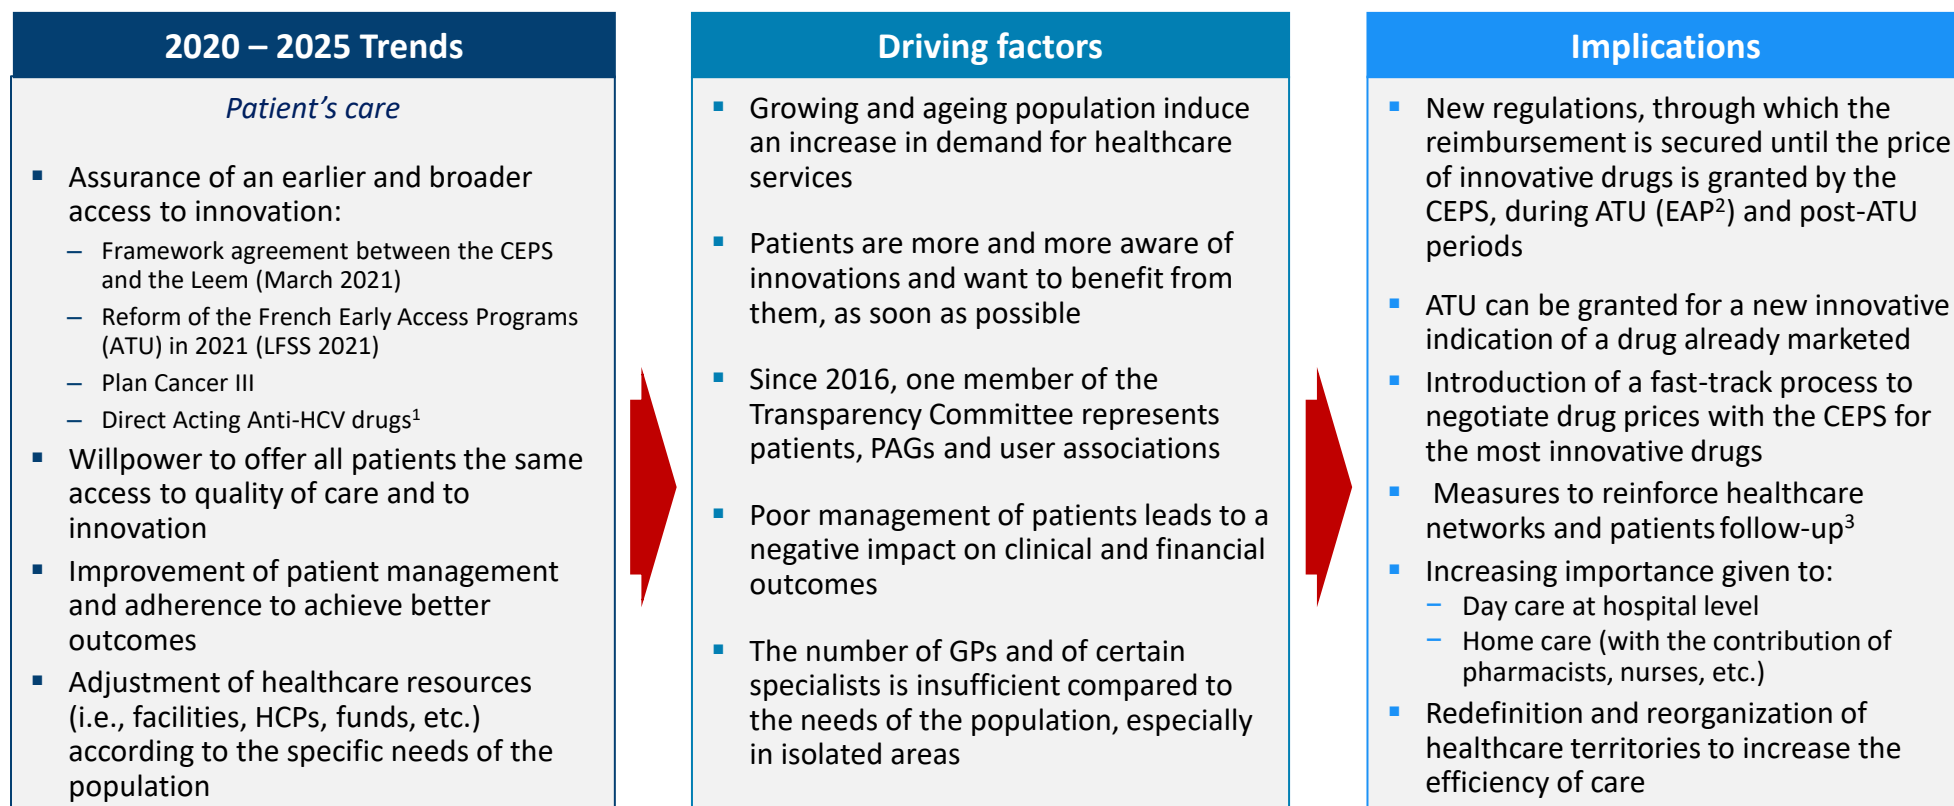 2020 – 2025 Trends
Patient’s care
▪ Assurance of an earlier and broader
access to innovation:
– Framework agreement between the CEPS
and the Leem (March 2021)
– Reform of the French Early Access Programs
(ATU) in 2021 (LFSS 2021)
– Plan Cancer III
– Direct Acting Anti-HCV drugs¹
▪ Willpower to offer all patients the same
access to quality of care and to
innovation
▪ Improvement of patient management
and adherence to achieve better
outcomes
▪ Adjustment of healthcare resources
(i.e., facilities, HCPs, funds, etc.)
according to the specific needs of the
population
Driving factors
▪ Growing and ageing population induce
an increase in demand for healthcare
services
▪ Patients are more and more aware of
innovations and want to benefit from
them, as soon as possible
▪ Since 2016, one member of the
Transparency Committee represents
patients, PAGs and user associations
▪ Poor management of patients leads to a
negative impact on clinical and financial
outcomes
▪ The number of GPs and of certain
specialists is insufficient compared to
the needs of the population, especially
in isolated areas
Implications
▪ New regulations, through which the
reimbursement is secured until the price
of innovative drugs is granted by the
CEPS, during ATU (EAP²) and post-ATU
periods
▪ ATU can be granted for a new innovative
indication of a drug already marketed
▪ Introduction of a fast-track process to
negotiate drug prices with the CEPS for
the most innovative drugs
▪ Measures to reinforce healthcare
networks and patients follow-up³
▪ Increasing importance given to:
– Day care at hospital level
– Home care (with the contribution of
pharmacists, nurses, etc.)
▪ Redefinition and reorganization of
healthcare territories to increase the
efficiency of care